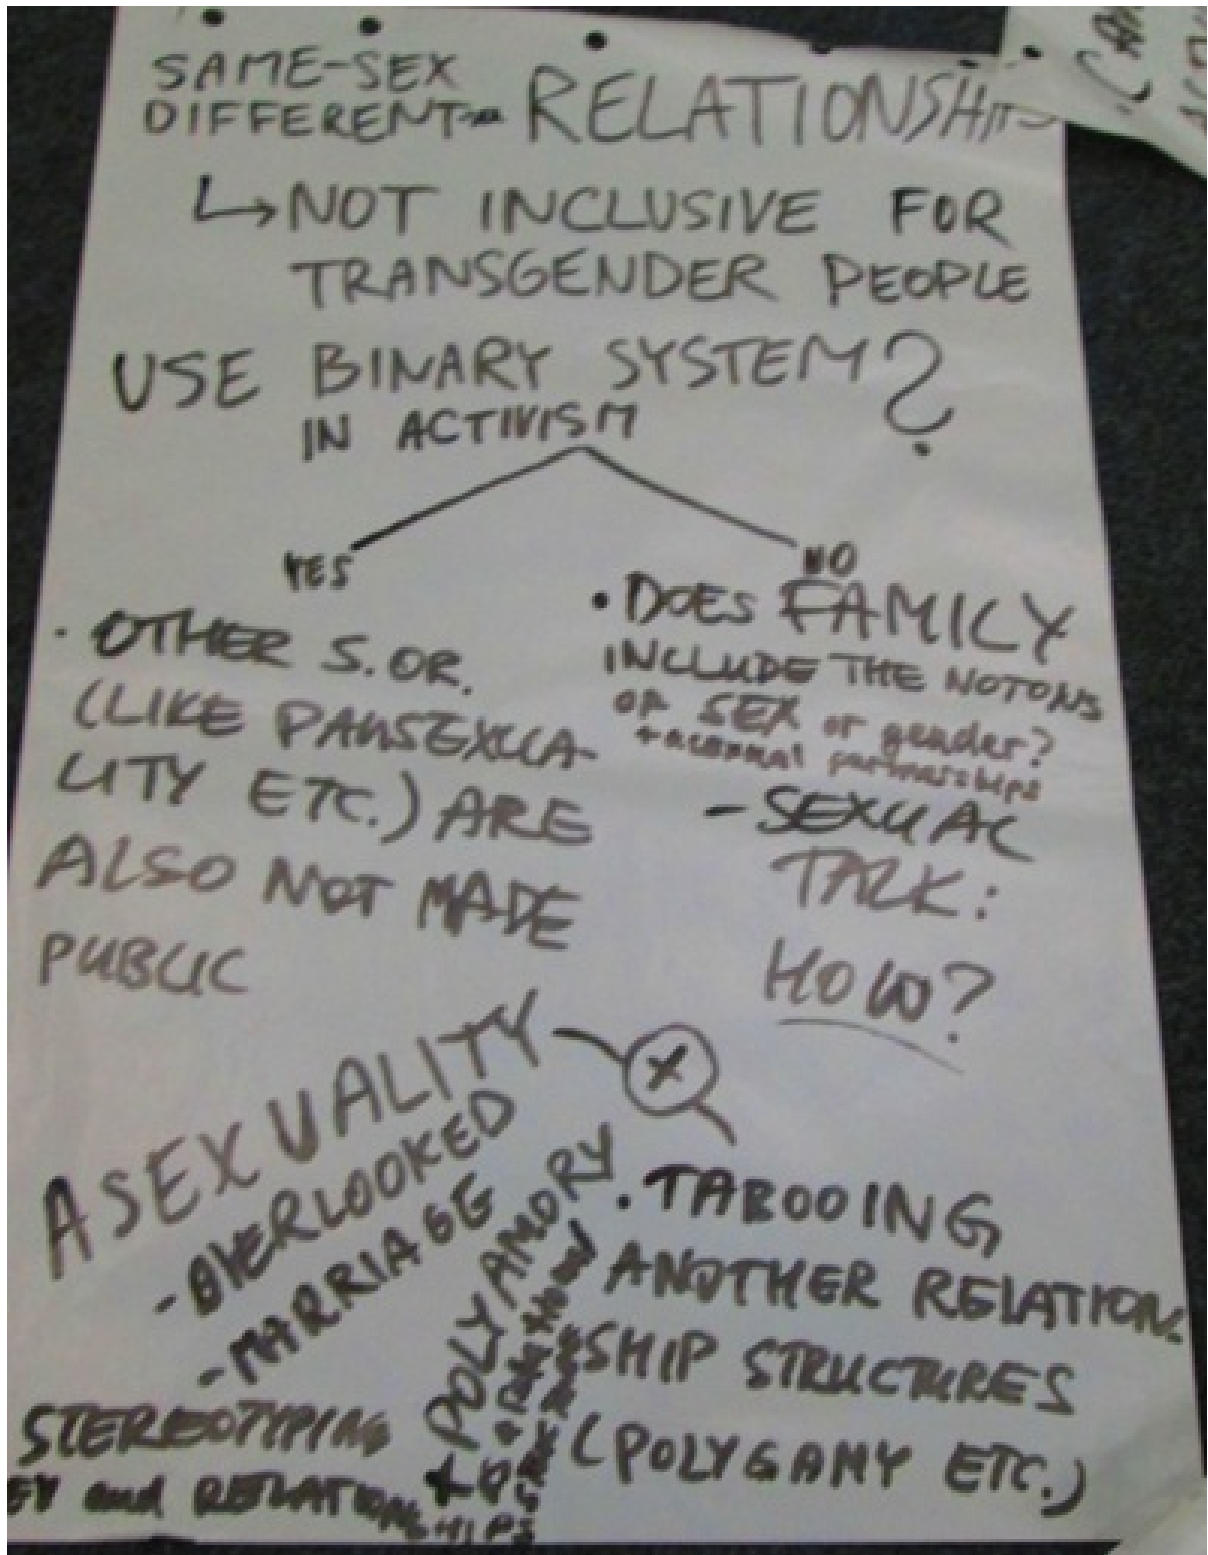 SAME-SEX
DIFFERENT-" RELATIONSHIPS
↳ NOT INCLUSIVE FOR
TRANSGENDER PEOPLE
USE BINARY SYSTEM ?
IN ACTIVISM
YES
NO
· OTHER S. OR.
(LIKE PANSEXUA-
LITY ETC.) ARE
ALSO NOT MADE
PUBLIC
· DOES FAMILY
INCLUDE THE NOTONS
OF SEX or gender?
partnerships
- SEXUAL
TALK:
HOW?
ASEXUALITY
X
- OVERLOOKED
- MARRIAGE
STEREOTYPING
and RELATIONSHIPS
POLYAMORY
· TABOOING
ANOTHER RELATION-
SHIP STRUCTURES
(POLYGAMY ETC.)